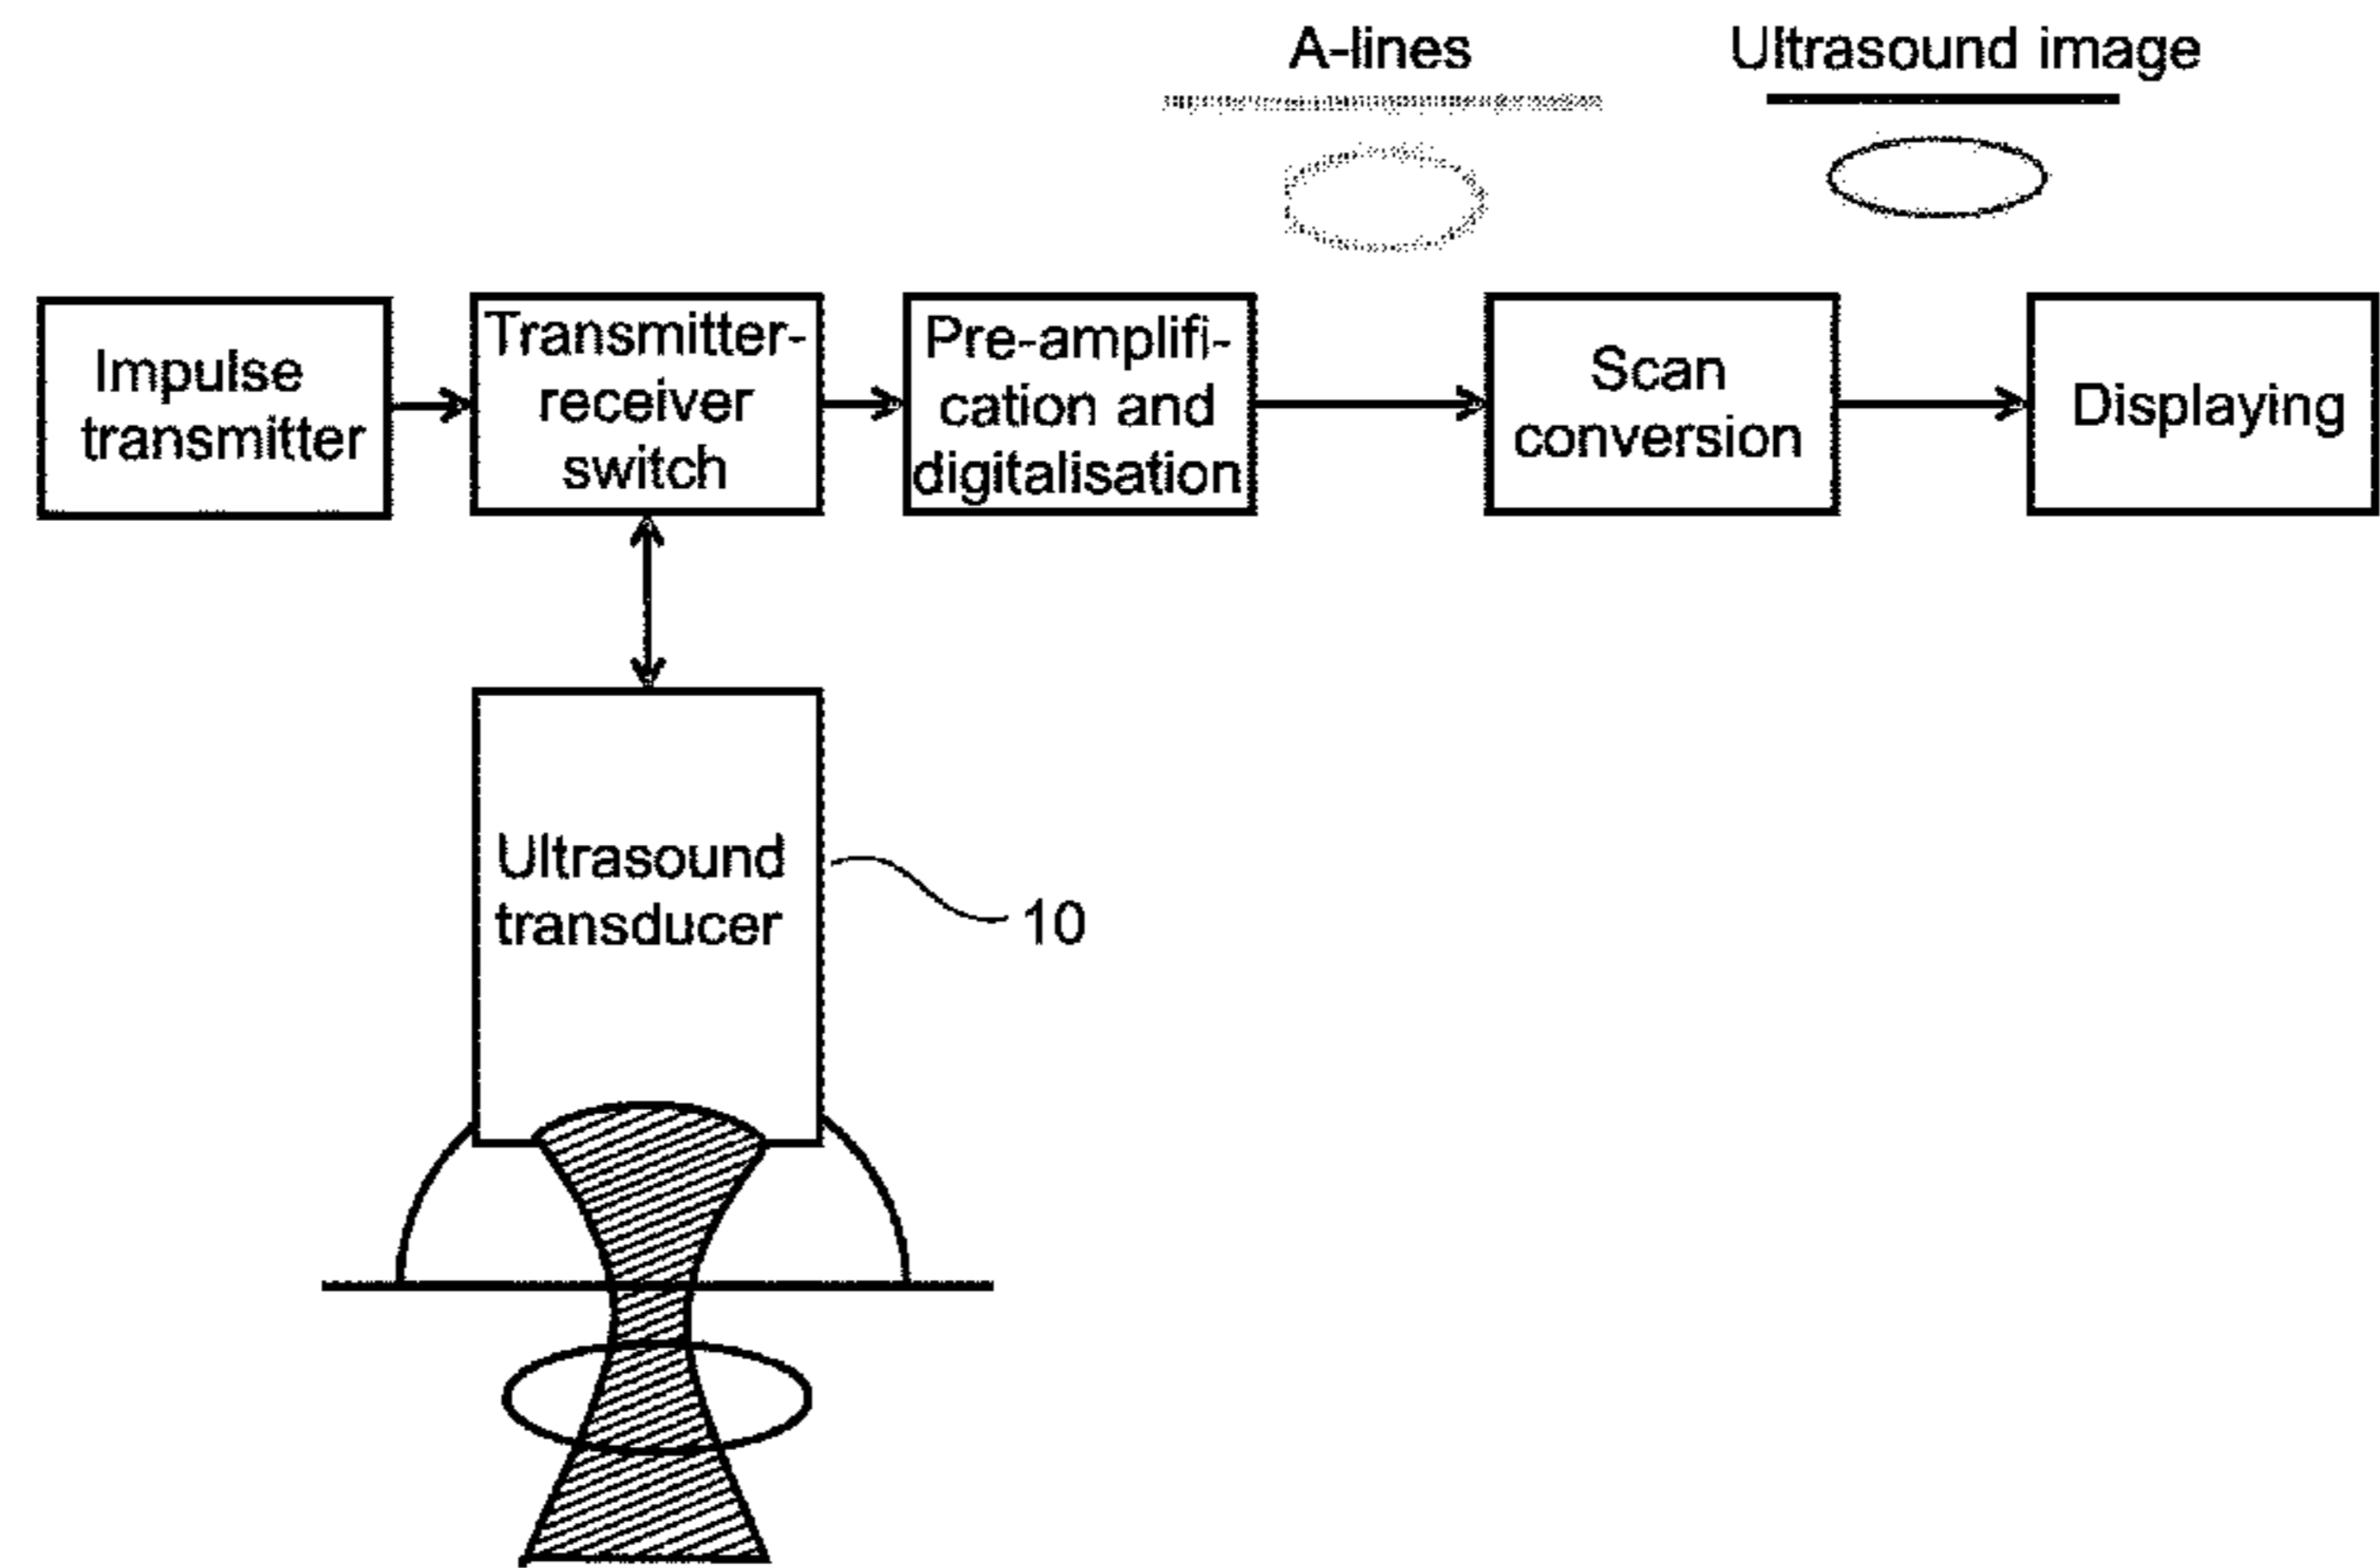 A-lines
Ultrasound image
Impulse
transmitter
Transmitter-
receiver
switch
Pre-amplifi-
cation and
digitalisation
Scan
conversion
Displaying
Ultrasound
transducer
10